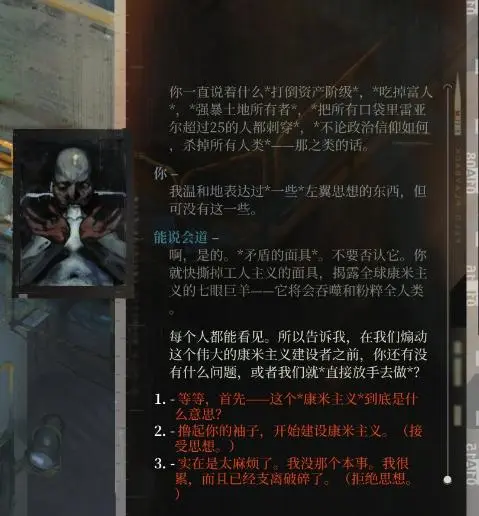 你一直说着什么*打倒资产阶级*，*吃掉富人
*，*强暴土地所有者*，*把所有口袋里雷亚
尔超过25的人都刺穿*，*不论政治信仰如何
，杀掉所有人类*——那之类的话。
你 –
我温和地表达过*一些*左翼思想的东西，但
可没有这一些。
能说会道 –
啊，是的。*矛盾的面具*。不要否认它。你
就快撕掉工人主义的面具，揭露全球康米主
义的七眼巨羊——它将会吞噬和粉粹全人类
。
每个人都能看见。所以告诉我，在我们煽动
这个伟大的康米主义建设者之前，你还有没
有什么问题，或者我们就*直接放手去做*？
1. - 等等，首先——这个*康米主义*到底是什
么意思？
2. - 撸起你的袖子，开始建设康米主义。（接
受思想。）
3. - 实在是太麻烦了。我没那个本事。我很
累，而且已经支离破碎了。（拒绝思想。
）